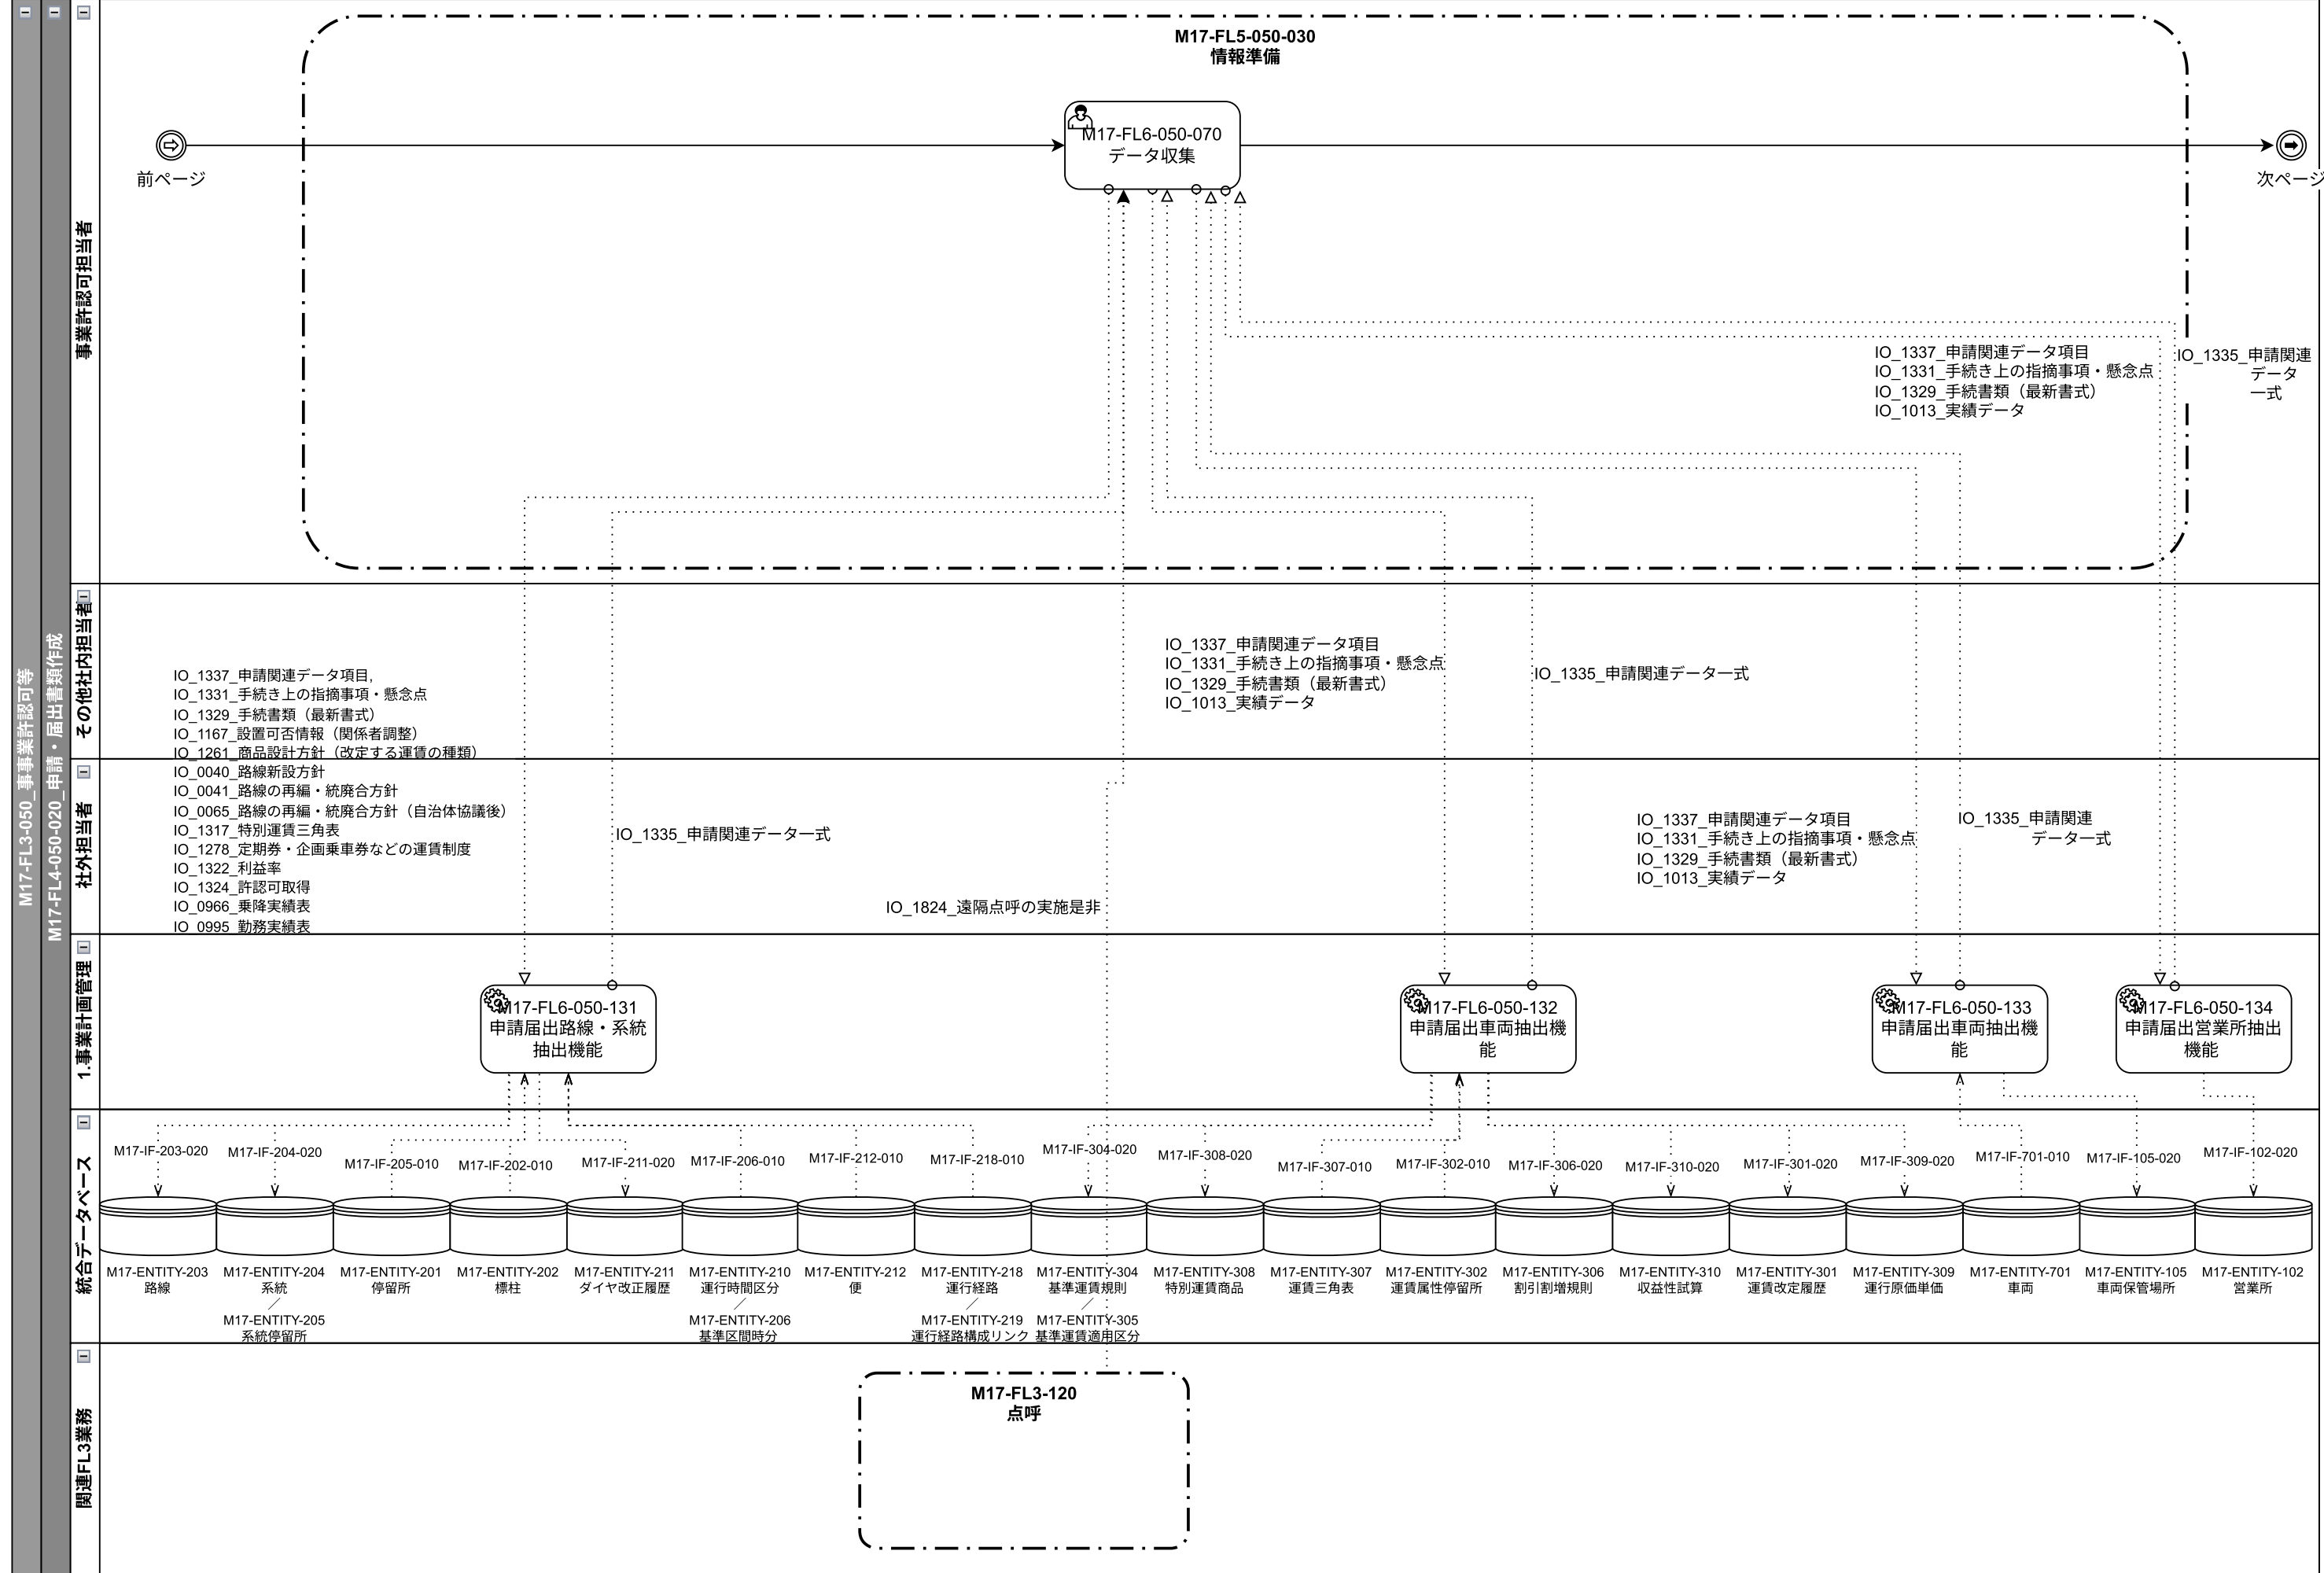 M17-FL3-050_事事業許認可等
M17-FL4-050-020_申請・届出書類作成
事業許認可担当者
M17-FL5-050-030
情報準備
前ページ
M17-FL6-050-070
データ収集
次ページ
IO_1337_申請関連データ項目
IO_1331_手続き上の指摘事項・懸念点
IO_1329_手続書類（最新書式）
IO_1013_実績データ
IO_1335_申請関連
データ
一式
その他社内担当者
IO_1337_申請関連データ項目,
IO_1331_手続き上の指摘事項・懸念点
IO_1329_手続書類（最新書式）
IO_1167_設置可否情報（関係者調整）
IO_1261_商品設計方針（改定する運賃の種類）
IO_0040_路線新設方針
IO_0041_路線の再編・統廃合方針
IO_0065_路線の再編・統廃合方針（自治体協議後）
IO_1317_特別運賃三角表
IO_1278_定期券・企画乗車券などの運賃制度
IO_1322_利益率
IO_1324_許認可取得
IO_0966_乗降実績表
IO_0995_勤務実績表
IO_1337_申請関連データ項目
IO_1331_手続き上の指摘事項・懸念点
IO_1329_手続書類（最新書式）
IO_1013_実績データ
IO_1335_申請関連データ一式
社外担当者
IO_1335_申請関連データ一式
IO_1824_遠隔点呼の実施是非
IO_1337_申請関連データ項目
IO_1331_手続き上の指摘事項・懸念点
IO_1329_手続書類（最新書式）
IO_1013_実績データ
IO_1335_申請関連
データ一式
1.事業計画管理
M17-FL6-050-131
申請届出路線・系統
抽出機能
M17-FL6-050-132
申請届出車両抽出機
能
M17-FL6-050-133
申請届出車両抽出機
能
M17-FL6-050-134
申請届出営業所抽出
機能
統合データベース
M17-IF-203-020
M17-IF-204-020
M17-IF-205-010
M17-IF-202-010
M17-IF-211-020
M17-IF-206-010
M17-IF-212-010
M17-IF-218-010
M17-IF-304-020
M17-IF-308-020
M17-IF-307-010
M17-IF-302-010
M17-IF-306-020
M17-IF-310-020
M17-IF-301-020
M17-IF-309-020
M17-IF-701-010
M17-IF-105-020
M17-IF-102-020
M17-ENTITY-203
路線
M17-ENTITY-204
系統
／
M17-ENTITY-205
系統停留所
M17-ENTITY-201
停留所
M17-ENTITY-202
標柱
M17-ENTITY-211
ダイヤ改正履歴
M17-ENTITY-210
運行時間区分
／
M17-ENTITY-206
基準区間時分
M17-ENTITY-212
便
M17-ENTITY-218
運行経路
／
M17-ENTITY-219
運行経路構成リンク
M17-ENTITY-304
基準運賃規則
／
M17-ENTITY-305
基準運賃適用区分
M17-ENTITY-308
特別運賃商品
M17-ENTITY-307
運賃三角表
M17-ENTITY-302
運賃属性停留所
M17-ENTITY-306
割引割増規則
M17-ENTITY-310
収益性試算
M17-ENTITY-301
運賃改定履歴
M17-ENTITY-309
運行原価単価
M17-ENTITY-701
車両
M17-ENTITY-105
車両保管場所
M17-ENTITY-102
営業所
関連FL3業務
M17-FL3-120
点呼